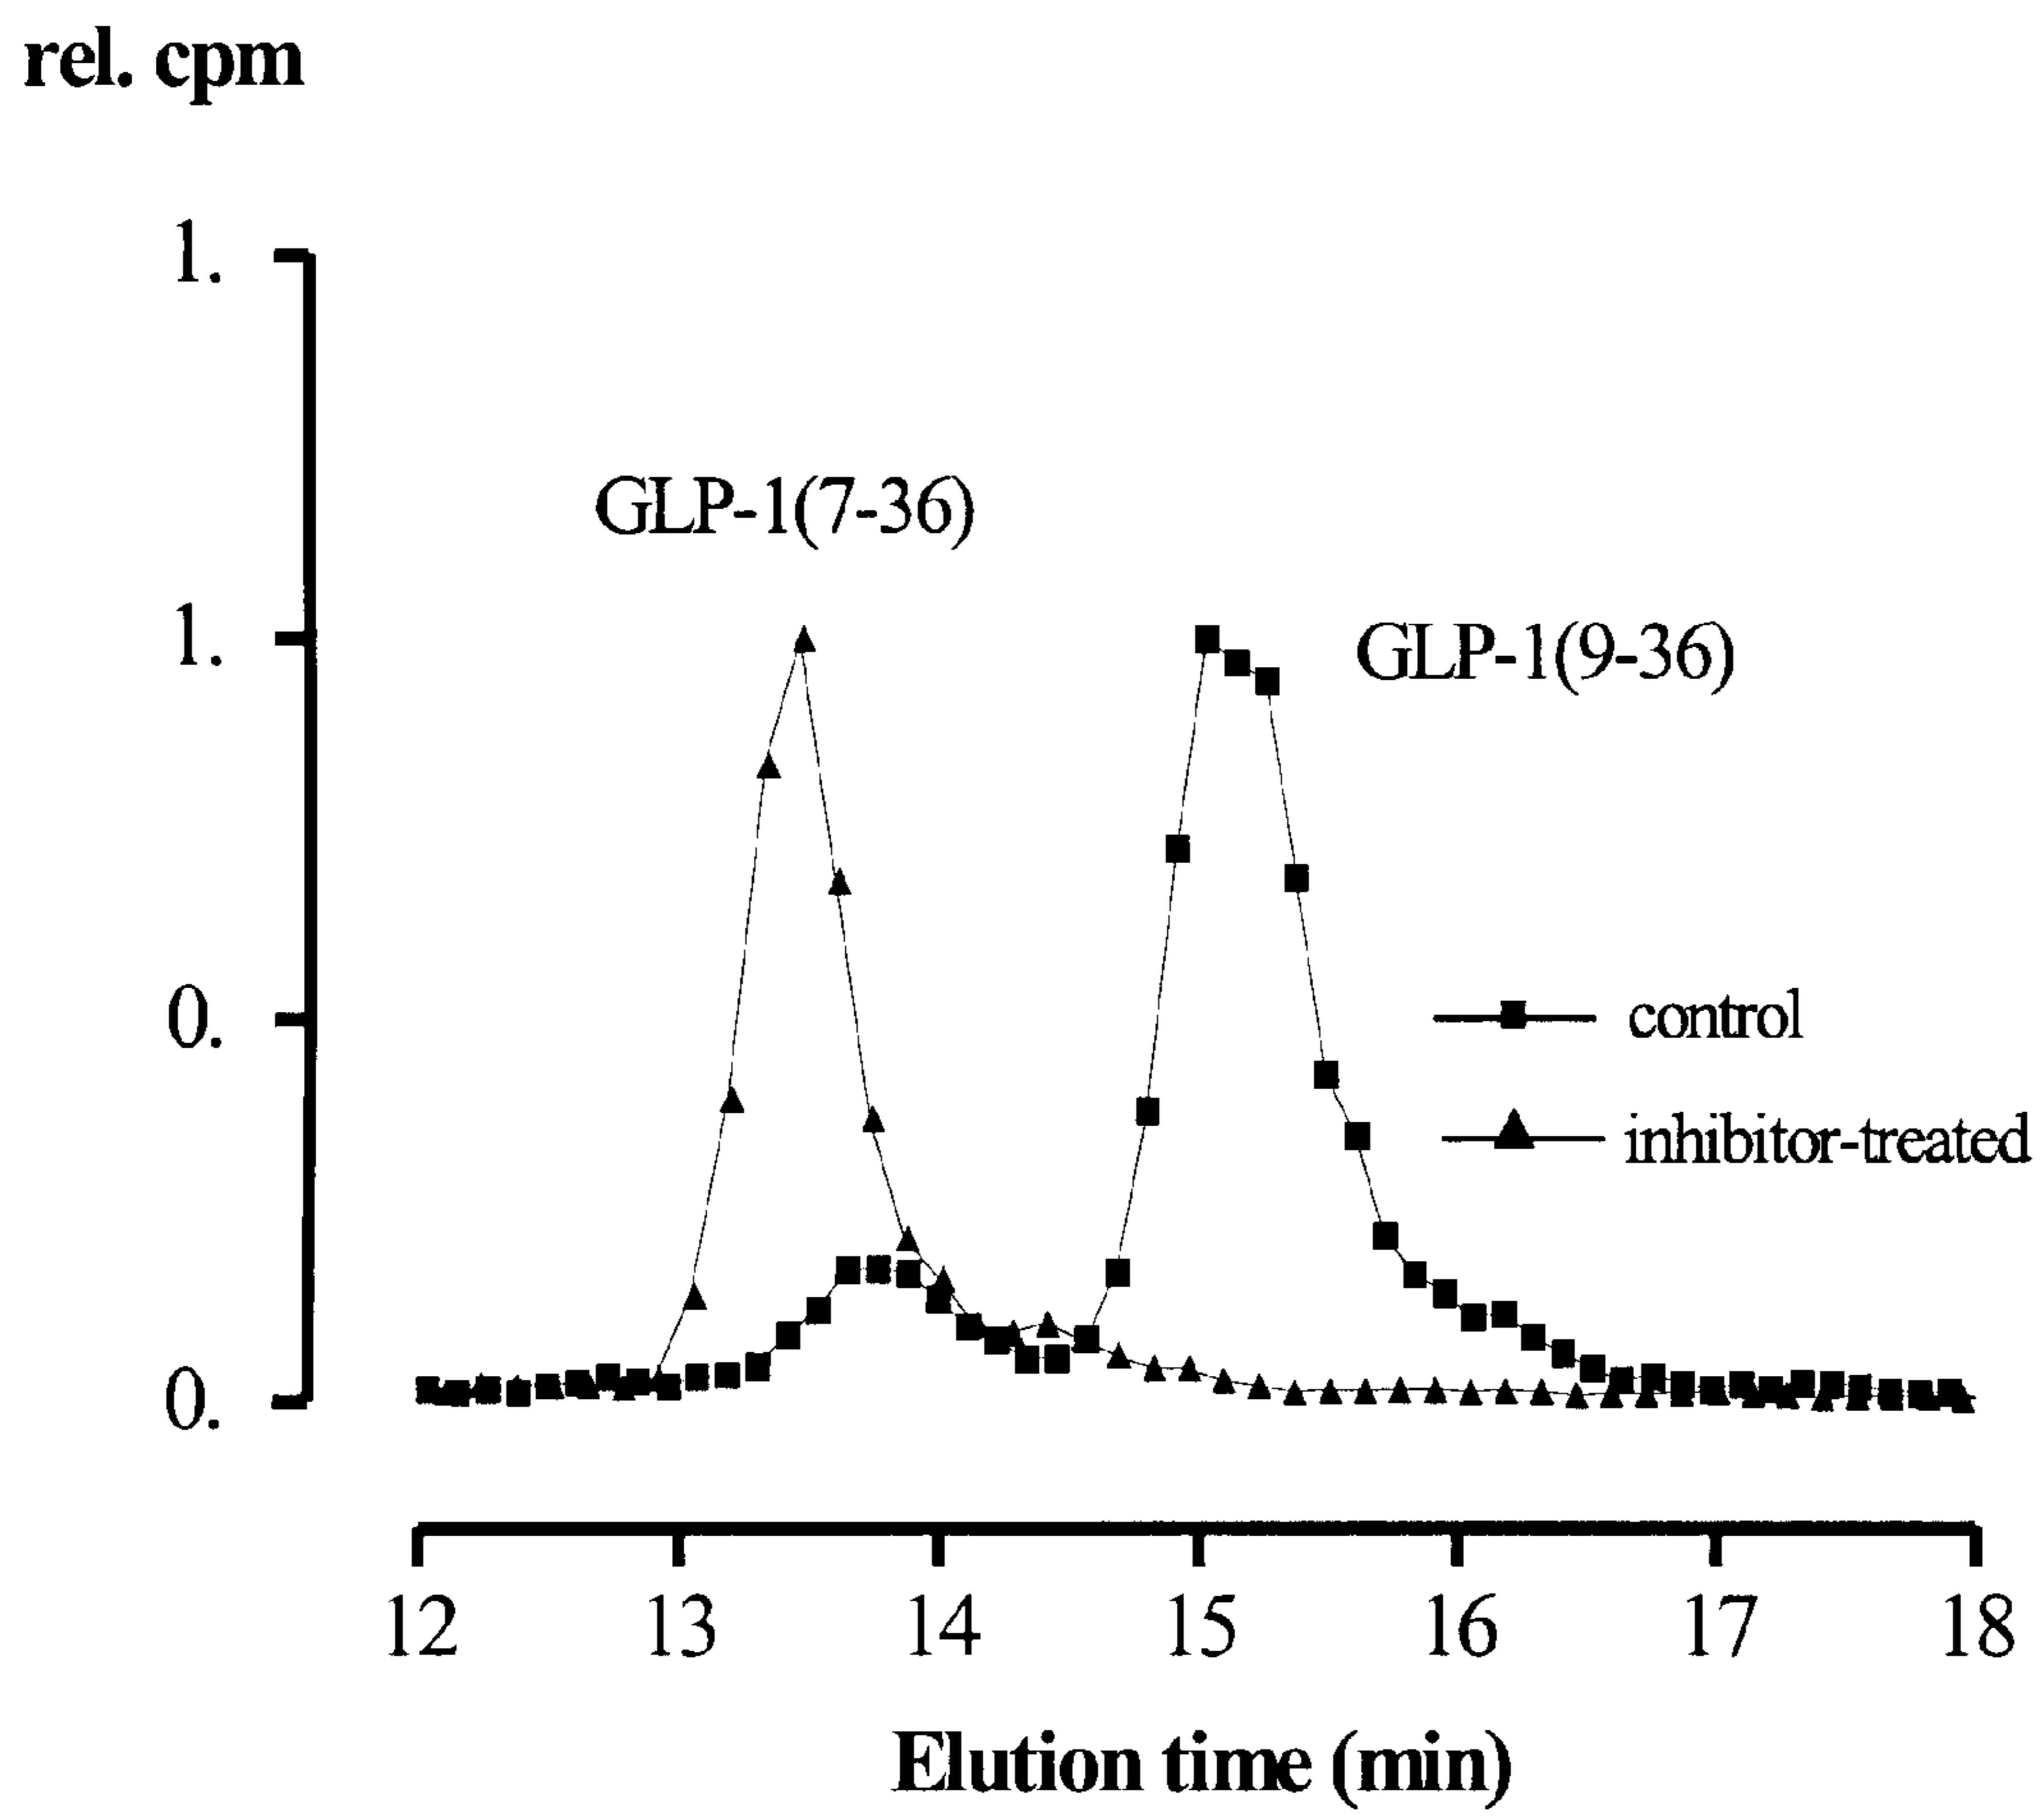 rel. cpm
1.
GLP-1(7-36)
1.
GLP-1(9-36)
0.
control
inhibitor-treated
0.
12 13 14 15 16 17 18
Elution time (min)